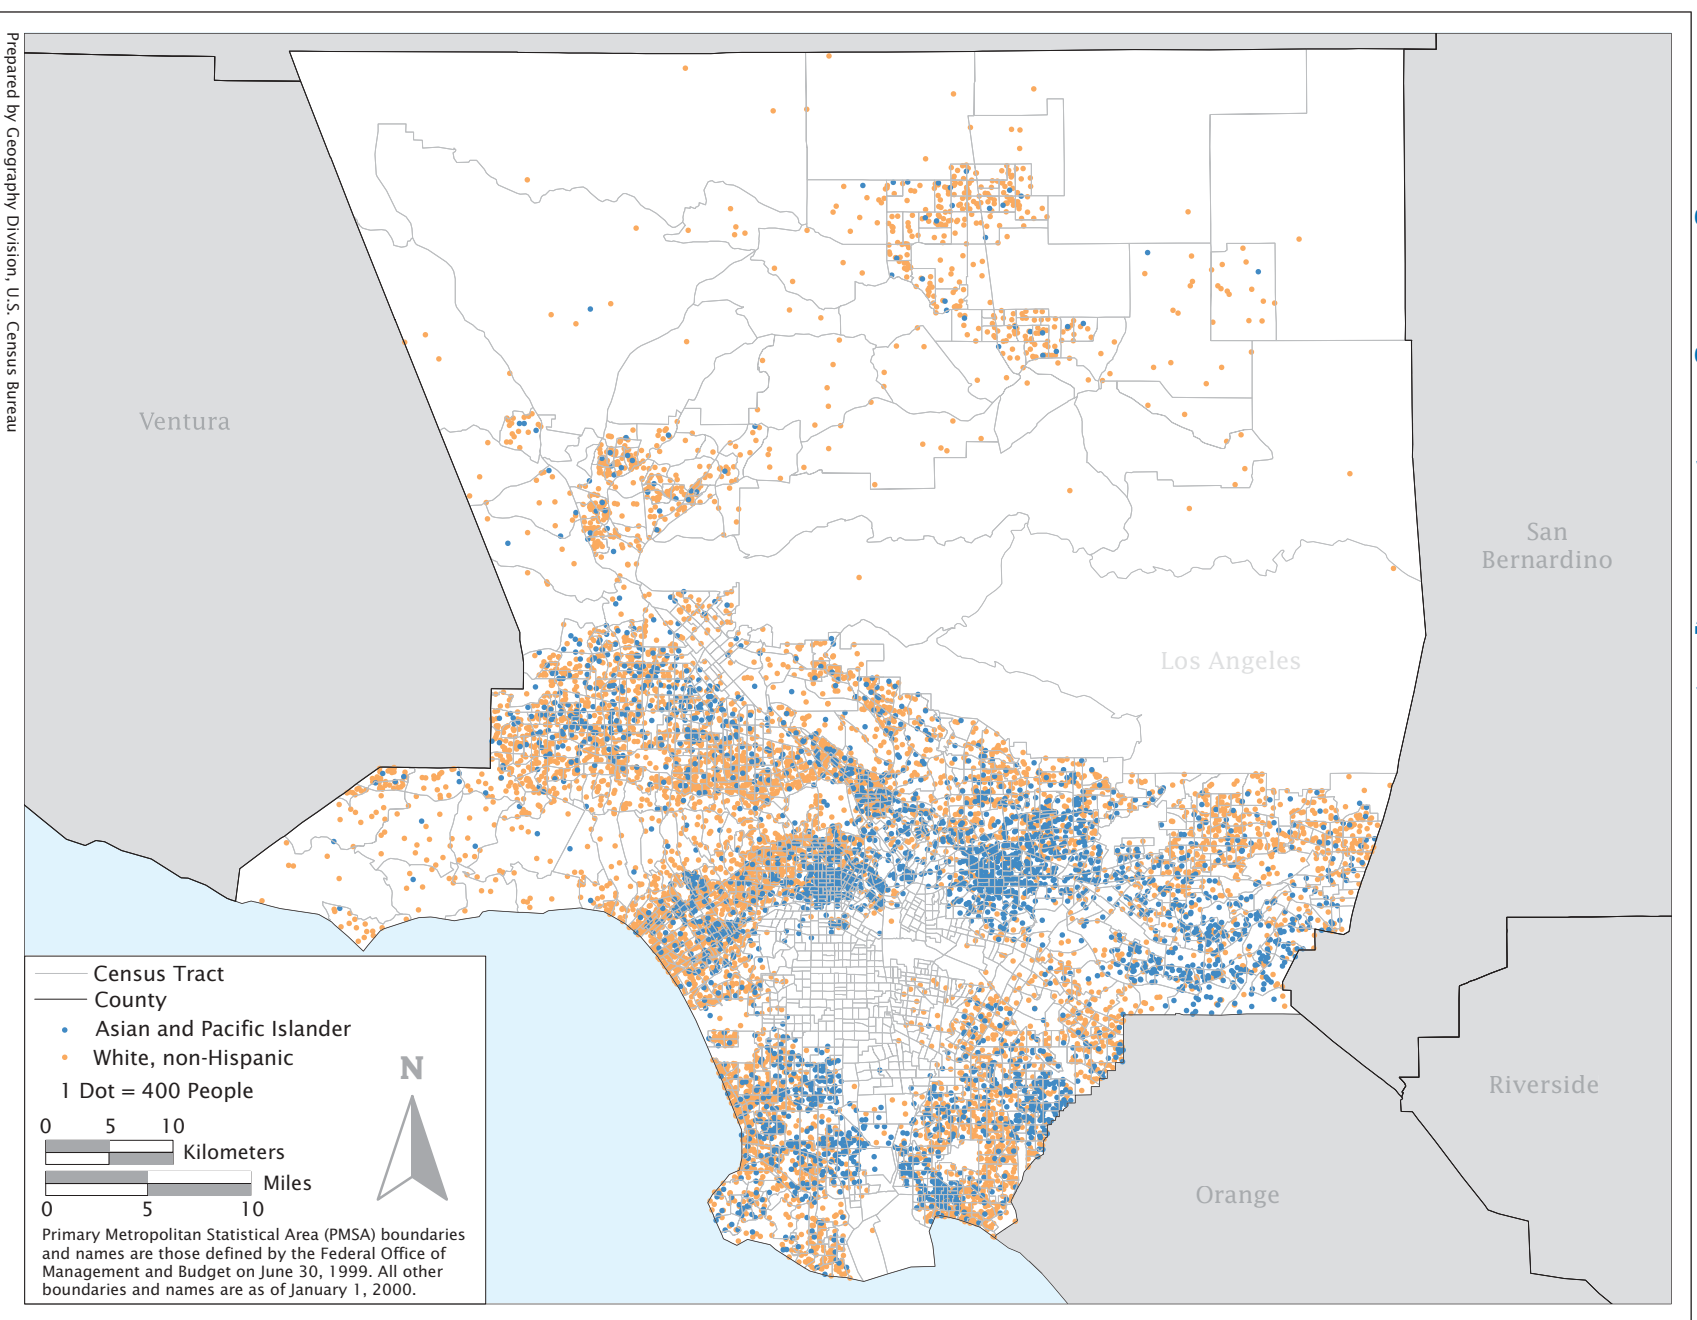 Prepared by Geography Division, U.S. Census Bureau
Ventura
San
Bernardino
Los Angeles
Riverside
Orange
Census Tract
County
Asian and Pacific Islander
White, non-Hispanic
1 Dot = 400 People
N
0 5 10
Kilometers
Miles
0 5 10
Primary Metropolitan Statistical Area (PMSA) boundaries
and names are those defined by the Federal Office of
Management and Budget on June 30, 1999. All other
boundaries and names are as of January 1, 2000.